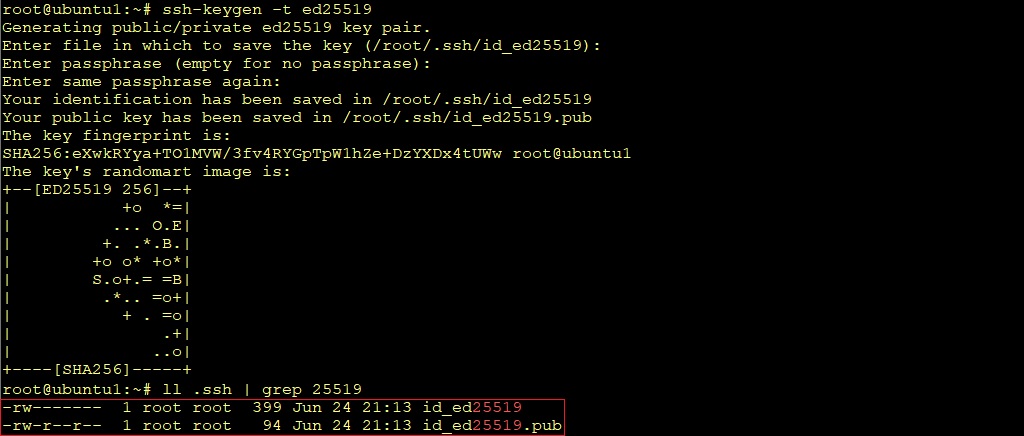 root@ubuntu1:~# ssh-keygen -t ed25519
Generating public/private ed25519 key pair.
Enter file in which to save the key (/root/.ssh/id_ed25519):
Enter passphrase (empty for no passphrase):
Enter same passphrase again:
Your identification has been saved in /root/.ssh/id_ed25519
Your public key has been saved in /root/.ssh/id_ed25519.pub
The key fingerprint is:
SHA256:eXwkRYya+TO1MVW/3fv4RYGpTpW1hZe+DzYXDx4tUWw root@ubuntu1
The key's randomart image is:
+--[ED25519 256]--+
|            +o  *=|
|           ... O.E|
|          +. .*.B.|
|         +o o* +o*|
|         S.o+.= =B|
|          .*.. =o+|
|            + . =o|
|                .+|
|               ..o|
+----[SHA256]-----+
root@ubuntu1:~# ll .ssh | grep 25519
-rw-------  1 root root  399 Jun 24 21:13 id_ed25519
-rw-r--r--  1 root root   94 Jun 24 21:13 id_ed25519.pub